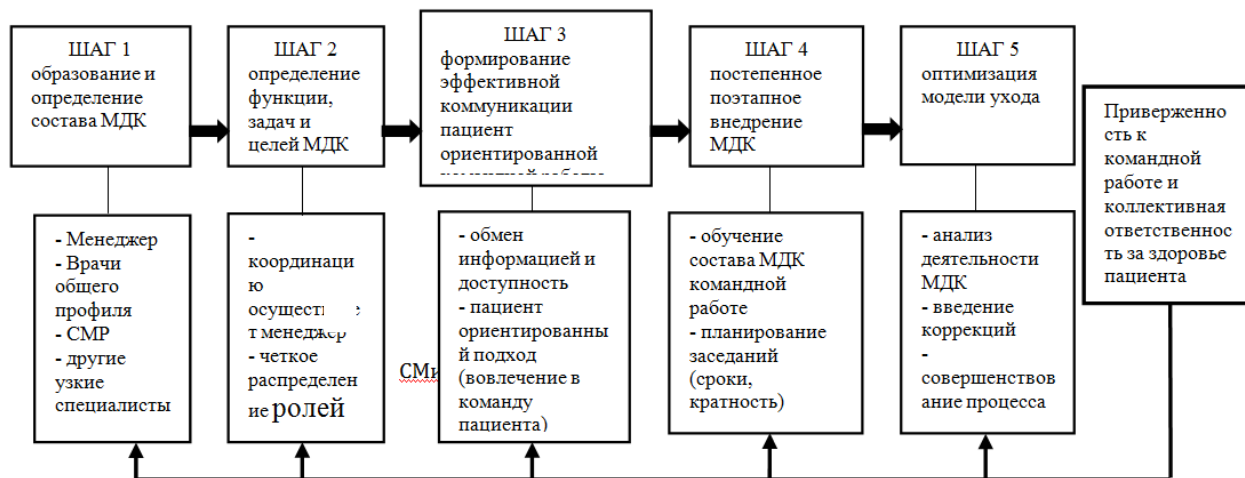 ШАГ 1
образование и
определение
состава МДК
ШАГ 2
определение
функции,
задач и
целей МДК
ШАГ 3
формирование
эффективной
коммуникации
пациент
ориентированной
ШАГ 4
постепенное
поэтапное
внедрение
МДК
ШАГ 5
оптимизация
модели ухода
Приверженно
сть к
командной
работе и
коллективная
ответственнос
ть за здоровье
пациента
- Менеджер
- Врачи
общего
профиля
- СМР
- другие
узкие
специалисты
-
координаци
ю
т менеджер
- четкое
распределен
ие ролей
СМи
- обмен
информацией и
доступность
- пациент
ориентированны
й подход
(вовлечение в
команду
пациента)
- обучение
состава МДК
командной
работе
- планирование
заседаний
(сроки,
кратность)
- анализ
деятельности
МДК
- введение
коррекций
-
совершенствов
ание процесса